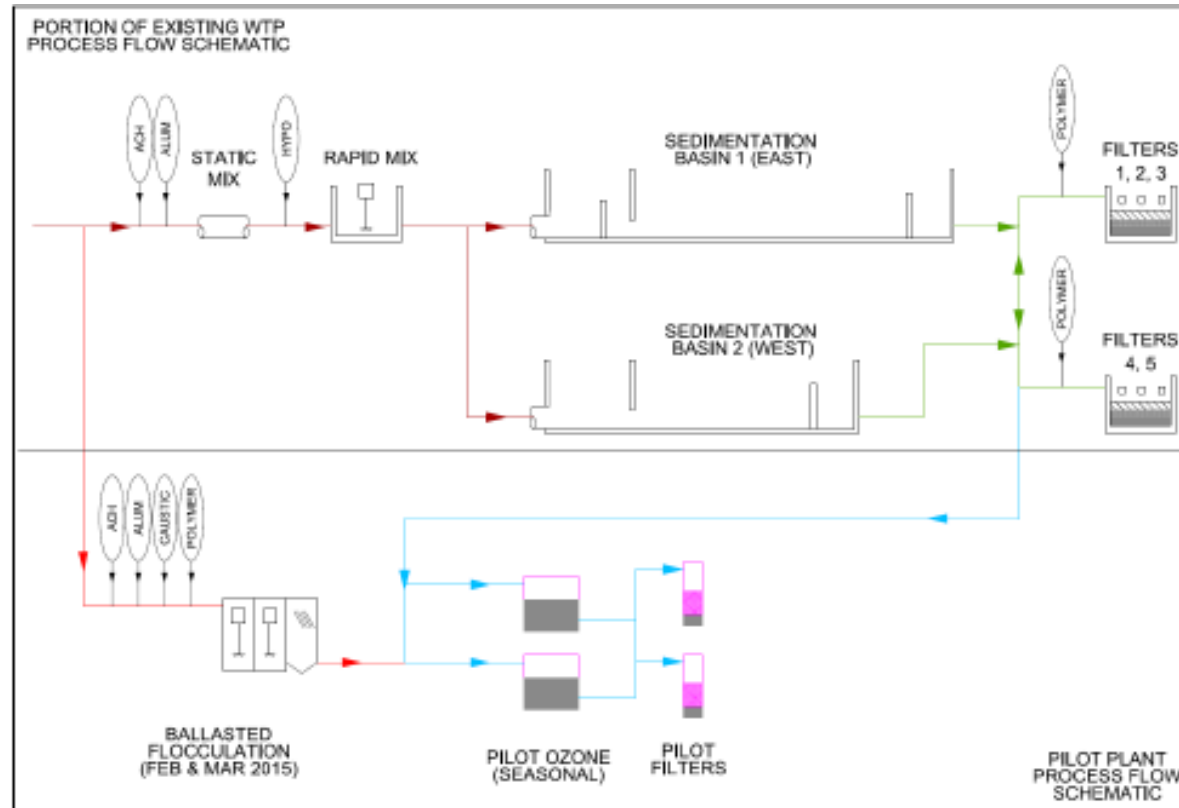 PORTION OF EXISTING WTP
PROCESS FLOW SCHEMATIC
ACH
ALUM
STATIC
MIX
HYPO
RAPID MIX
SEDIMENTATION
BASIN 1 (EAST)
POLYMER
FILTERS
1, 2, 3
SEDIMENTATION
BASIN 2 (WEST)
POLYMER
FILTERS
4, 5
ACH
ALUM
CAUSTIC
POLYMER
BALLASTED
FLOCCULATION
(FEB & MAR 2015)
PILOT OZONE
(SEASONAL)
PILOT
FILTERS
PILOT PLANT
PROCESS FLOW
SCHEMATIC